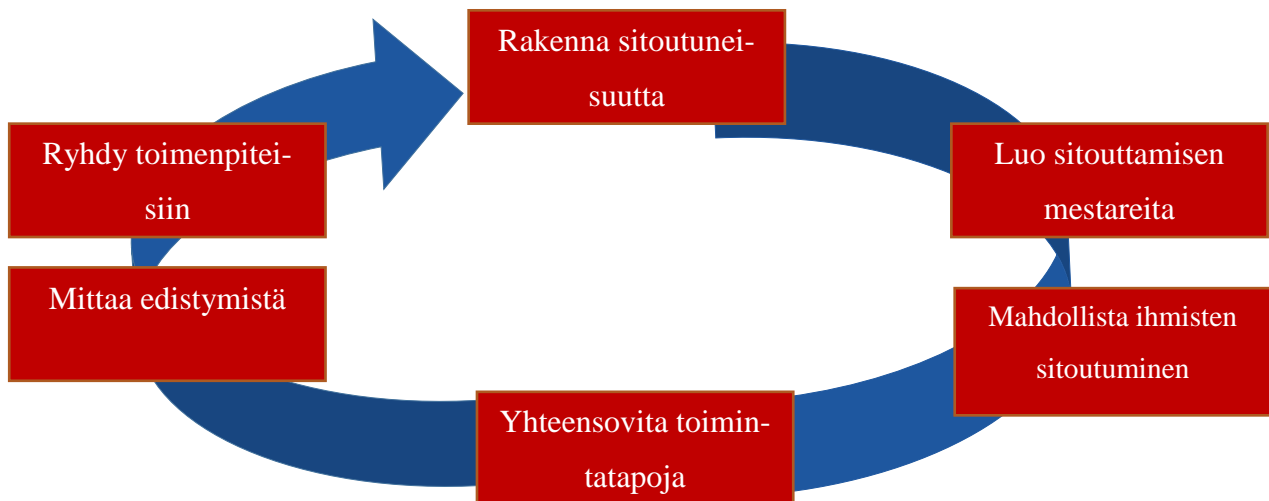 Rakenna sitoutunei-
suutta
Luo sitouttamisen
mestareita
Mahdollista ihmisten
sitoutuminen
Yhteensovita toimin-
tatapoja
Mittaa edistymistä
Ryhdy toimenpitei-
siin